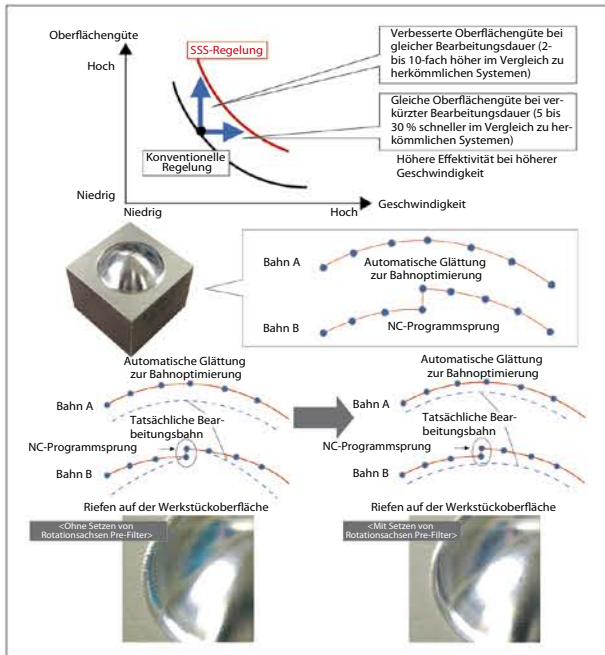 Oberflächengüte
Hoch
SSS-Regelung
Verbesserte Oberflächengüte bei
gleicher Bearbeitungsdauer (2-
bis 10-fach höher im Vergleich zu
herkömmlichen Systemen)
Gleiche Oberflächengüte bei ver-
kürzter Bearbeitungsdauer (5 bis
30 % schneller im Vergleich zu her-
kömmlichen Systemen)
Konventionelle
Regelung
Höhere Effektivität bei höherer
Geschwindigkeit
Niedrig
Niedrig
Hoch
Geschwindigkeit
Bahn A
Automatische Glättung
zur Bahnoptimierung
Bahn B
NC-Programmsprung
Automatische Glättung
zur Bahnoptimierung
Bahn A
Tatsächliche Bear-
beitungsbahn
NC-Programmsprung
Bahn B
Riefen auf der Werkstückoberfläche
<Ohne Setzen von
Rotationsachsen Pre-Filter>
Automatische Glättung
zur Bahnoptimierung
Bahn A
Tatsächliche Bear-
beitungsbahn
NC-Programmsprung
Bahn B
Riefen auf der Werkstückoberfläche
<Mit Setzen von
Rotationsachsen Pre-Filter>